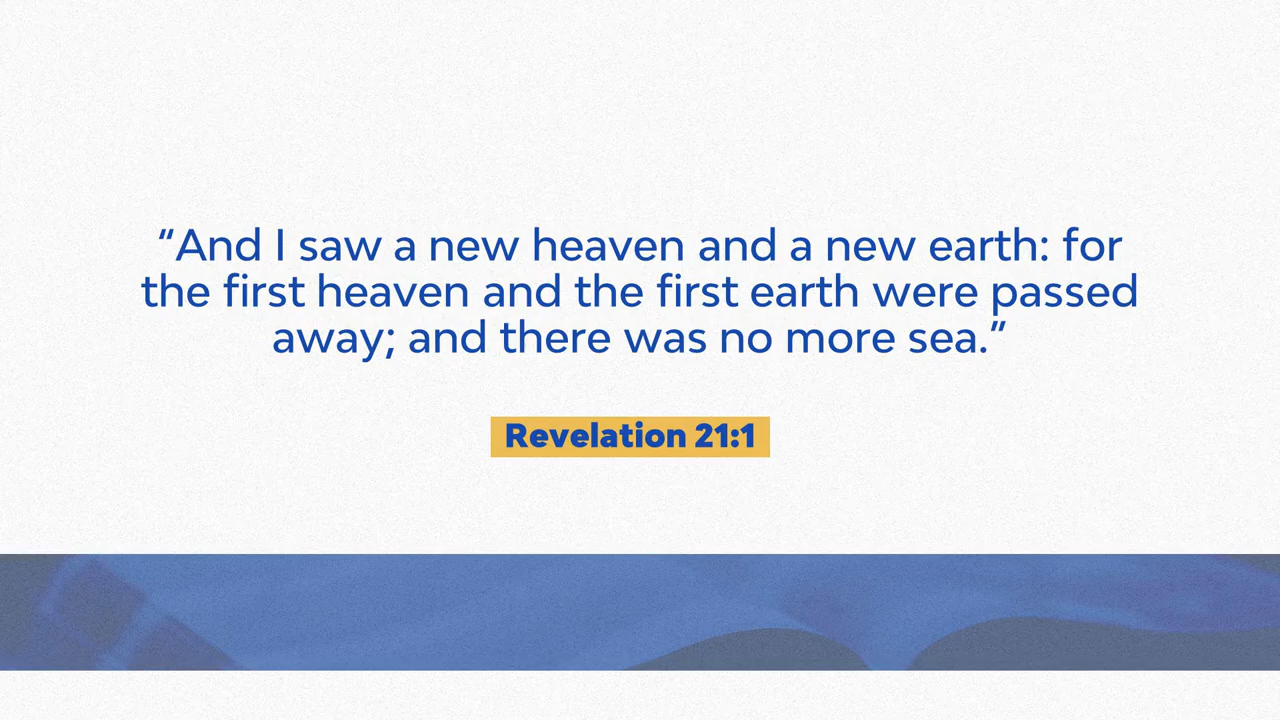 “And I saw a new heaven and a new earth: for
the first heaven and the first earth were passed
away; and there was no more sea.”
Revelation 21:1